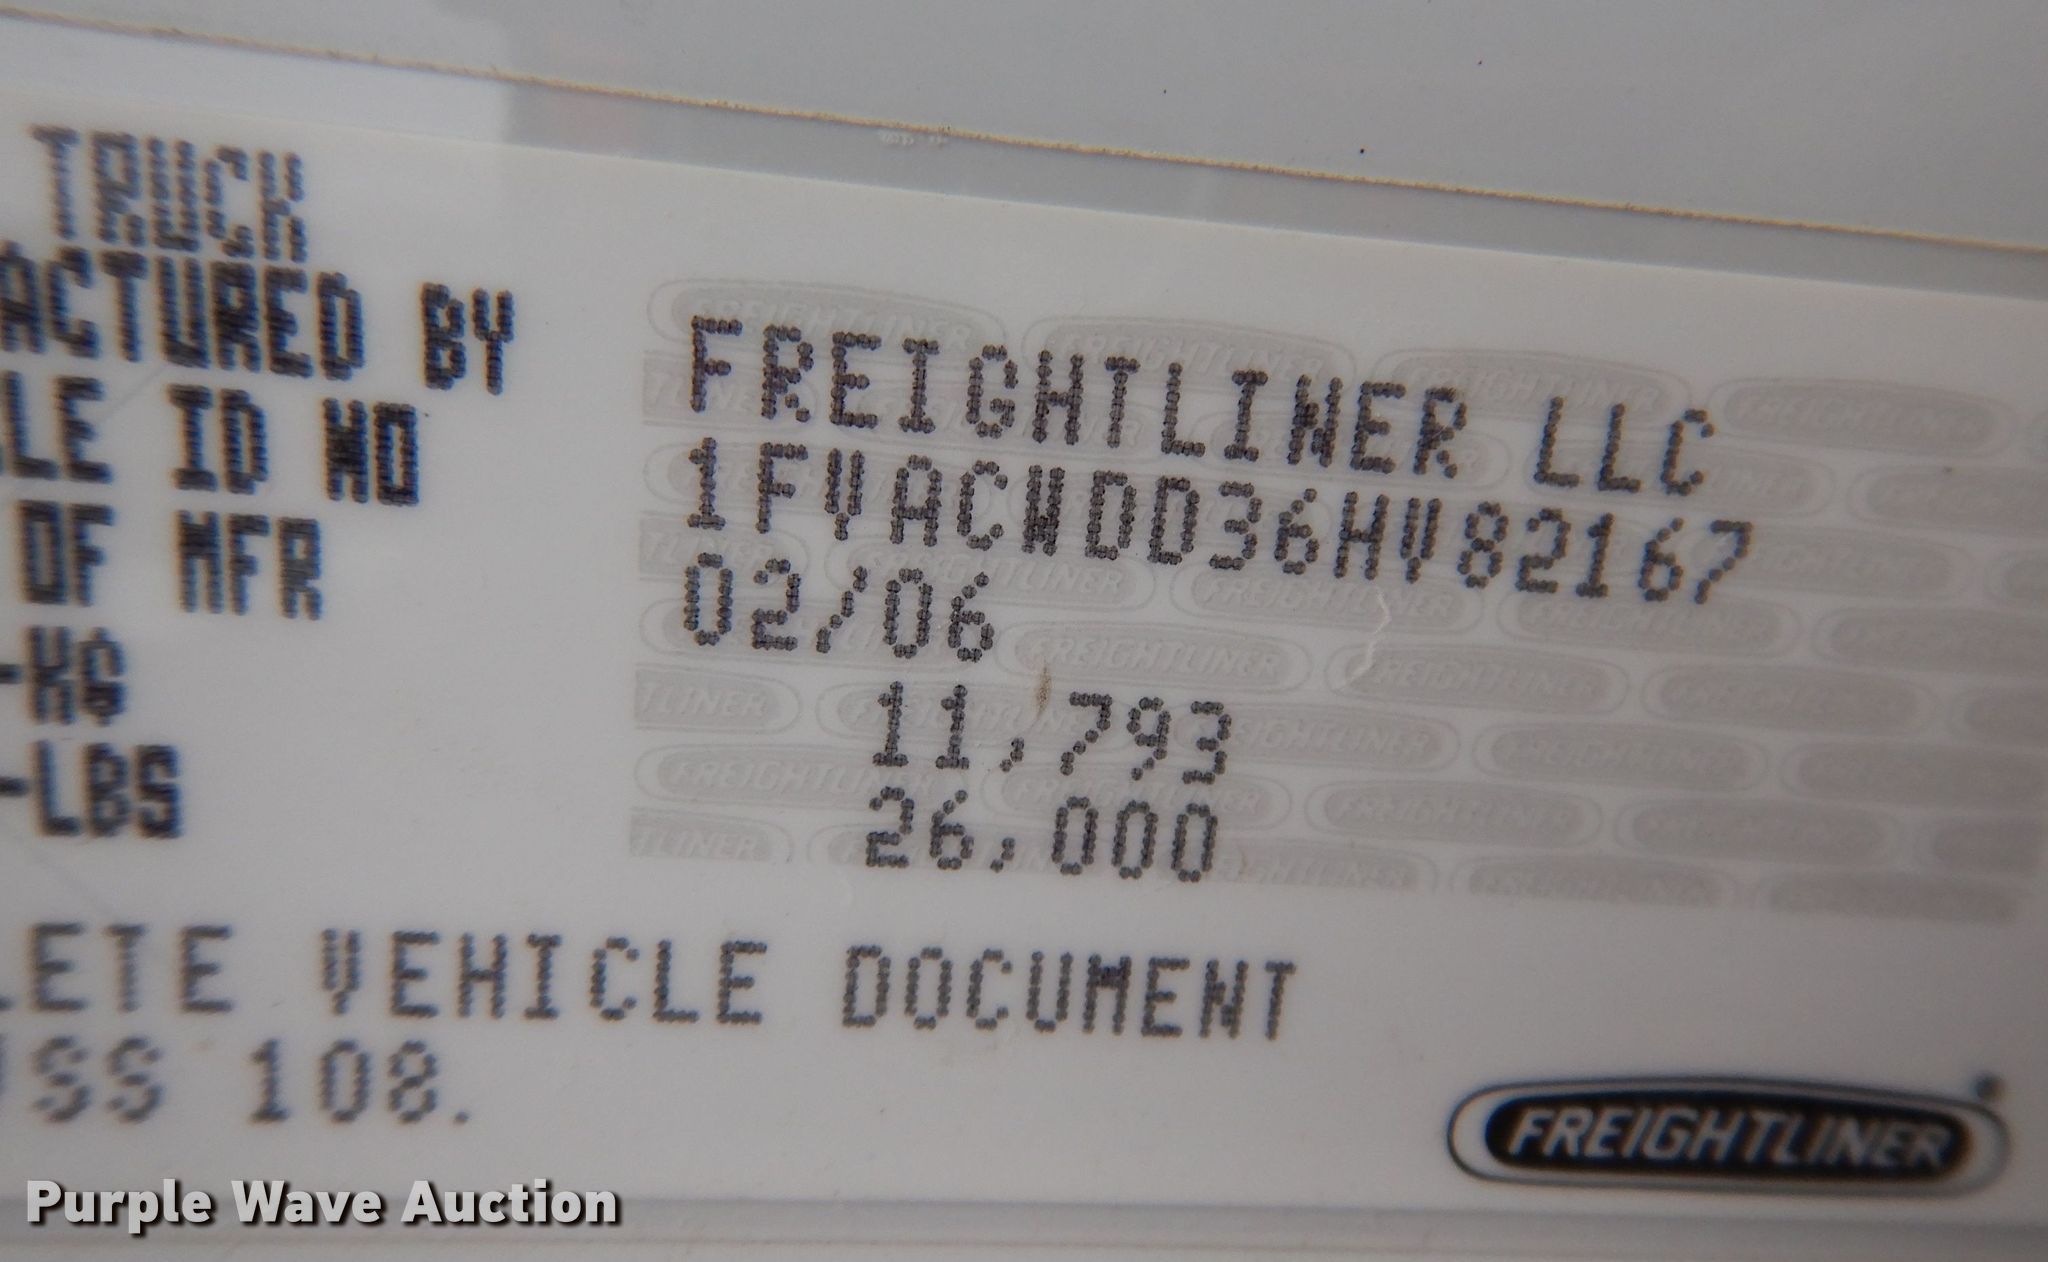 TRUCK
ACTURED BY FREIGHTLINER LLC
LE ID NO 1FVACWDD36HV82167
OF MFR 02/06
-KG 11,793
-LBS 26,000
LETE VEHICLE DOCUMENT
SS 108.
FREIGHTLINER
Purple Wave Auction